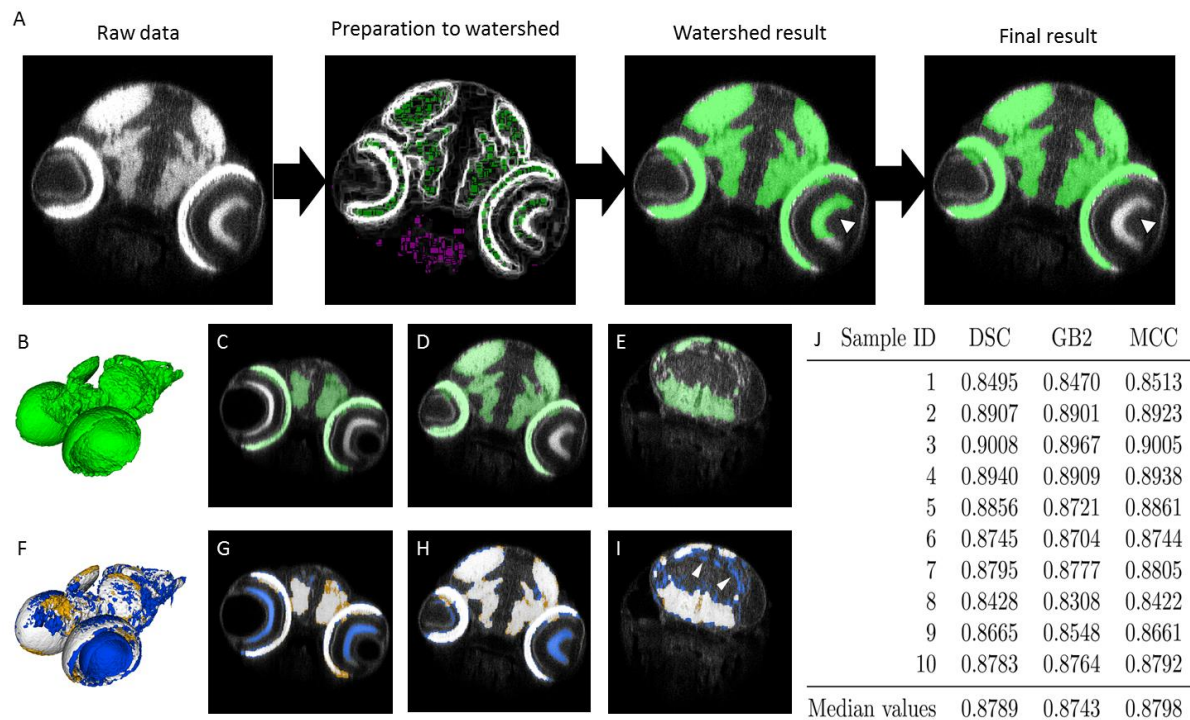 A
Raw data
Preparation to watershed
Watershed result
Final result
B
C
D
E
F
G
H
I
J Sample ID DSC GB2 MCC
1 0.8495 0.8470 0.8513
2 0.8907 0.8901 0.8923
3 0.9008 0.8967 0.9005
4 0.8940 0.8909 0.8938
5 0.8856 0.8721 0.8861
6 0.8745 0.8704 0.8744
7 0.8795 0.8777 0.8805
8 0.8428 0.8308 0.8422
9 0.8665 0.8548 0.8661
10 0.8783 0.8764 0.8792
Median values 0.8789 0.8743 0.8798